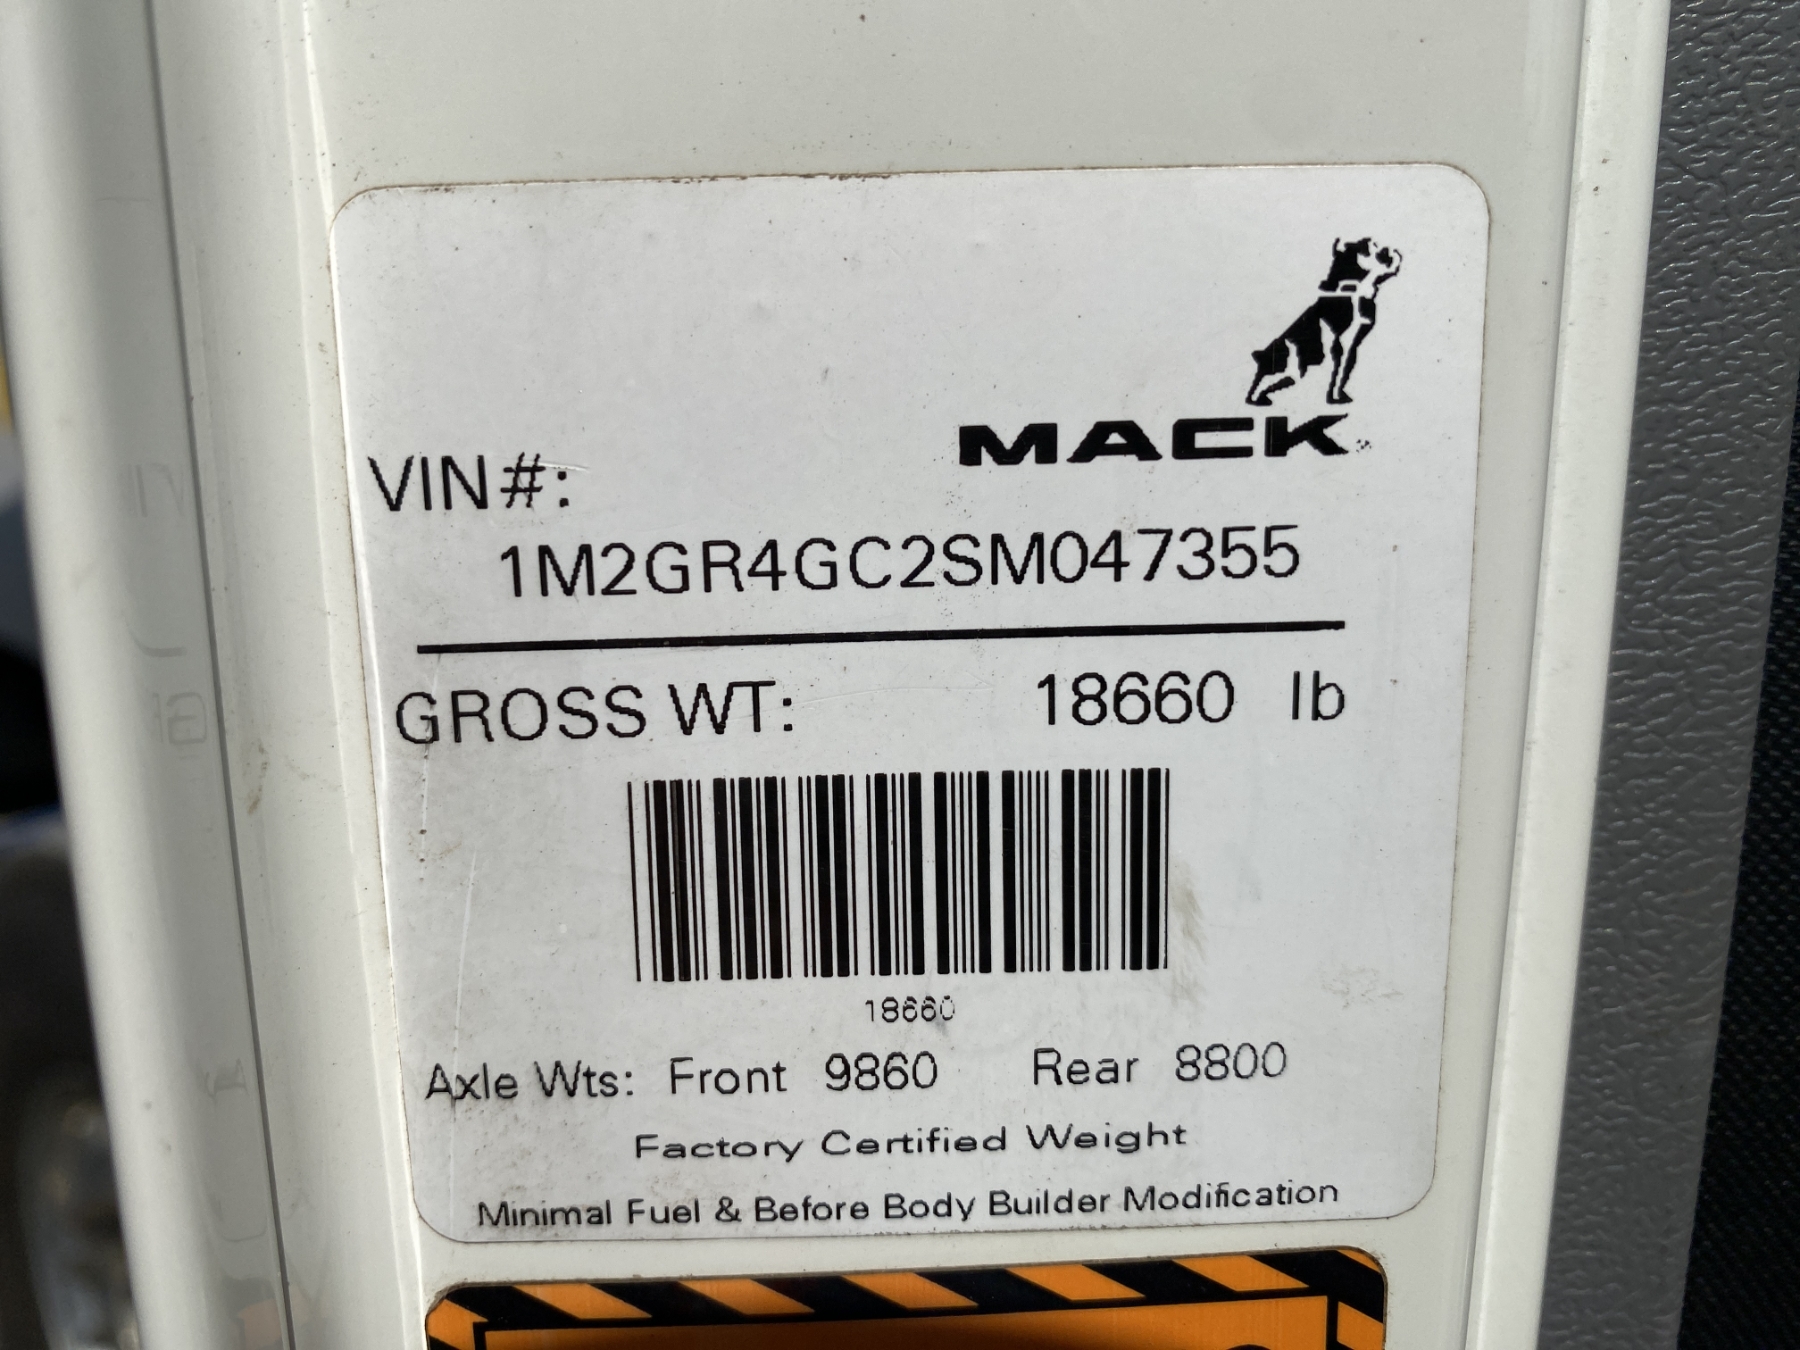 MACK
VIN#:
1M2GR4GC2SM047355
GROSS WT: 18660 lb
18660
Axle Wts: Front 9860 Rear 8800
Factory Certified Weight
Minimal Fuel & Before Body Builder Modification